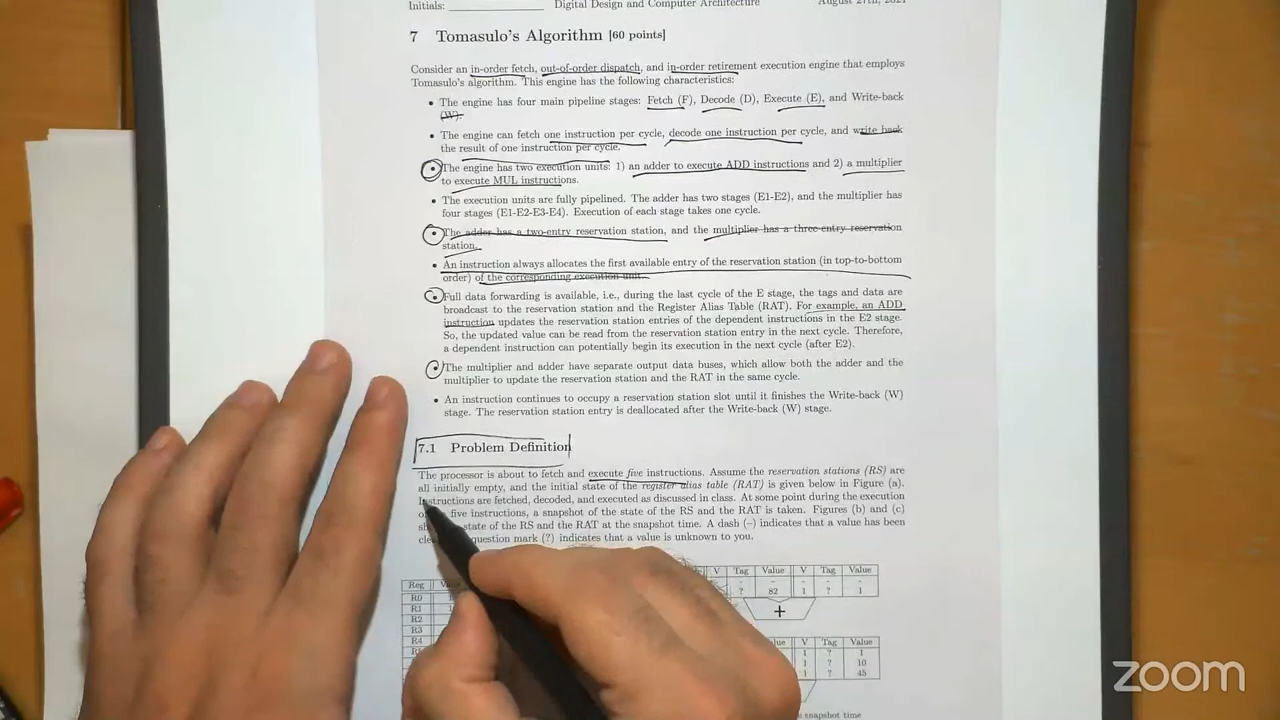 Initials: Digital Design and Computer Architecture August 27th, 2021
7 Tomasulo's Algorithm [60 points]
Consider an in-order fetch, out-of-order dispatch, and in-order retirement execution engine that employs
Tomasulo's algorithm. This engine has the following characteristics:
• The engine has four main pipeline stages: Fetch (F), Decode (D), Execute (E), and Write-back
(W).
• The engine can fetch one instruction per cycle, decode one instruction per cycle, and write back
the result of one instruction per cycle.
• The engine has two execution units: 1) an adder to execute ADD instructions and 2) a multiplier
to execute MUL instructions.
• The execution units are fully pipelined. The adder has two stages (E1-E2), and the multiplier has
four stages (E1-E2-E3-E4). Execution of each stage takes one cycle.
• The adder has a two-entry reservation station, and the multiplier has a three-entry reservation
station.
• An instruction always allocates the first available entry of the reservation station (in top-to-bottom
order) of the corresponding execution unit.
• Full data forwarding is available, i.e., during the last cycle of the E stage, the tags and data are
broadcast to the reservation station and the Register Alias Table (RAT). For example, an ADD
instruction updates the reservation station entries of the dependent instructions in the E2 stage.
So, the updated value can be read from the reservation station entry in the next cycle. Therefore,
a dependent instruction can potentially begin its execution in the next cycle (after E2).
• The multiplier and adder have separate output data buses, which allow both the adder and the
multiplier to update the reservation station and the RAT in the same cycle.
• An instruction continues to occupy a reservation station slot until it finishes the Write-back (W)
stage. The reservation station entry is deallocated after the Write-back (W) stage.
7.1 Problem Definition
The processor is about to fetch and execute five instructions. Assume the reservation stations (RS) are
all initially empty, and the initial state of the register alias table (RAT) is given below in Figure (a).
Instructions are fetched, decoded, and executed as discussed in class. At some point during the execution
five instructions, a snapshot of the state of the RS and the RAT is taken. Figures (b) and (c)
state of the RS and the RAT at the snapshot time. A dash (–) indicates that a value has been
question mark (?) indicates that a value is unknown to you.
Reg V Tag Value V Tag Value
- - - - -
R0 ? 82 1 ? 1
R1
+
R2
R3
R4 V Tag Value
1 ? 1
1 ? 10
1 ? 45
snapshot time
zoom